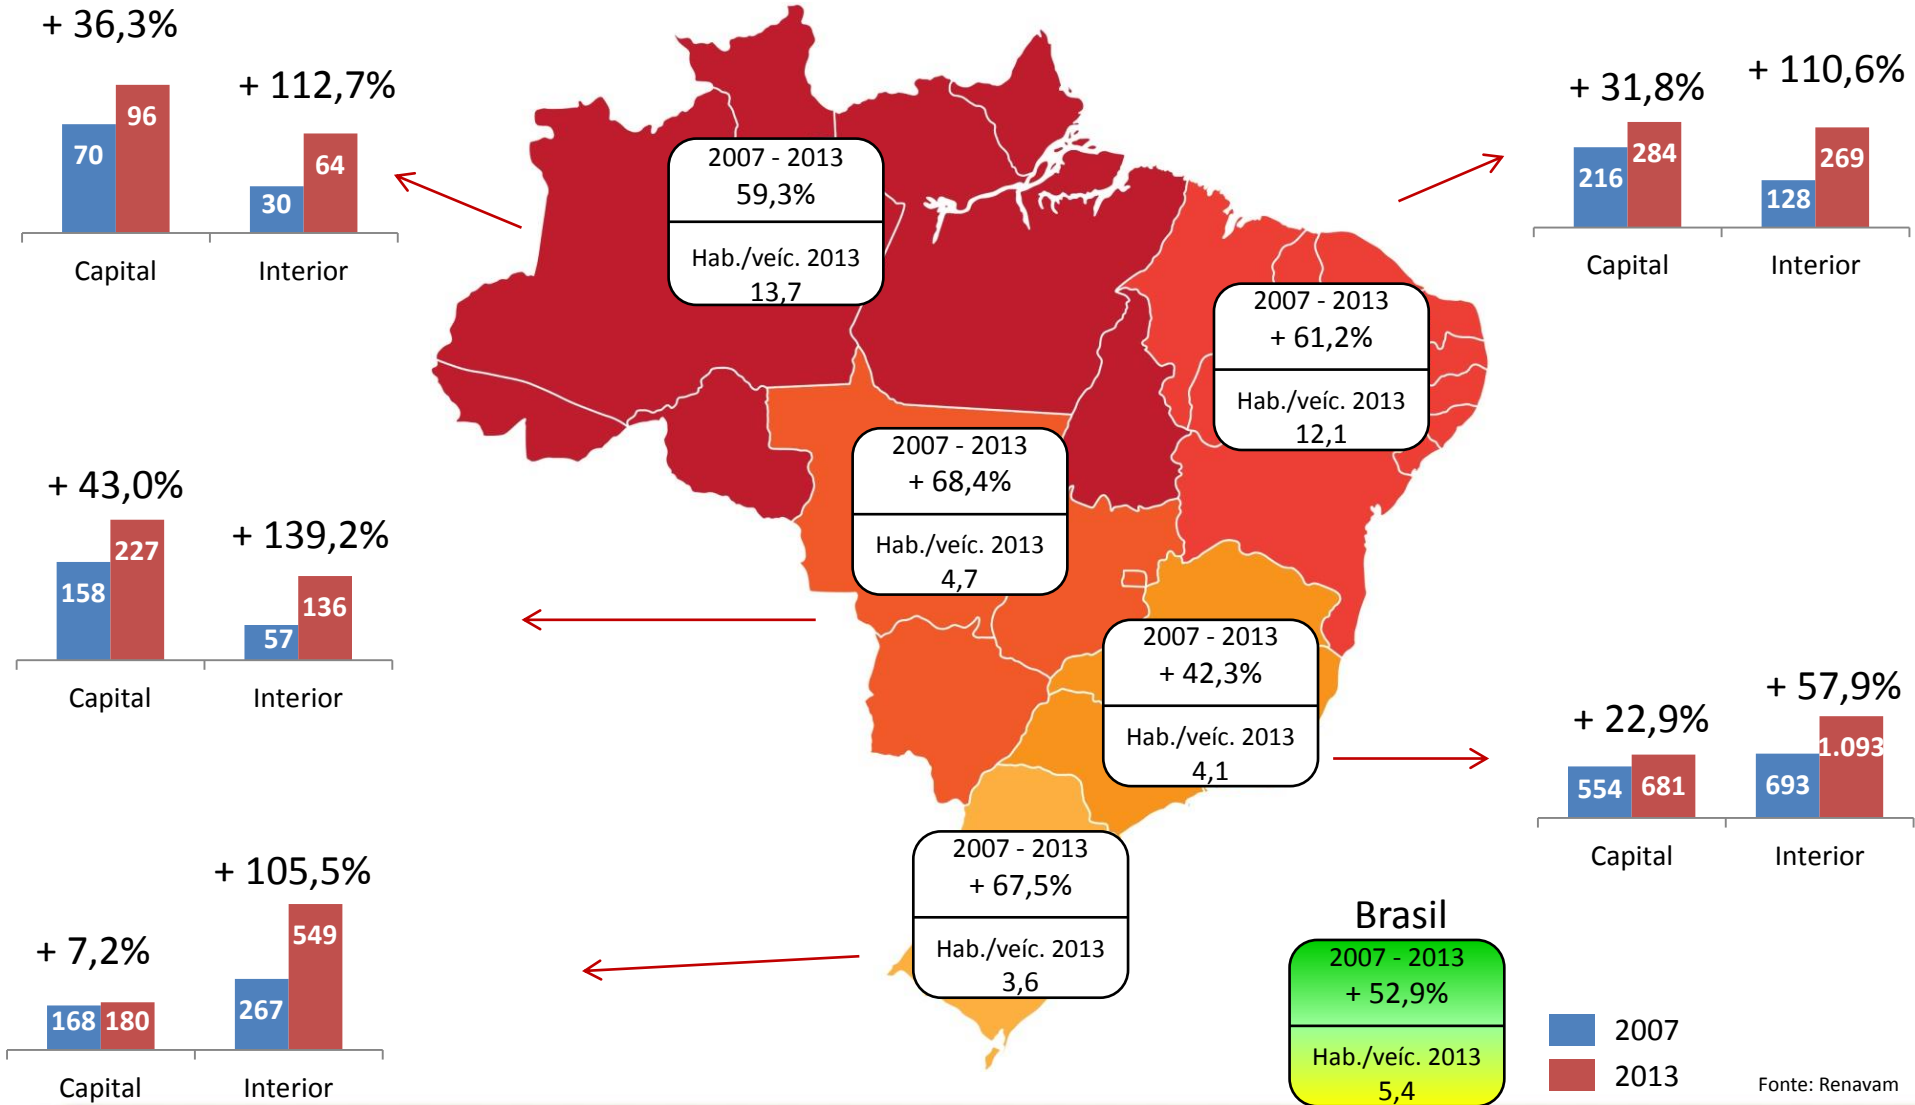 + 36,3%
+ 112,7%
70
96
30
64
Capital
Interior
2007 - 2013
59,3%
Hab./veíc. 2013
13,7
+ 31,8%
+ 110,6%
216
284
128
269
Capital
Interior
2007 - 2013
+ 61,2%
Hab./veíc. 2013
12,1
+ 43,0%
+ 139,2%
158
227
57
136
Capital
Interior
2007 - 2013
+ 68,4%
Hab./veíc. 2013
4,7
2007 - 2013
+ 42,3%
Hab./veíc. 2013
4,1
+ 22,9%
+ 57,9%
554
681
693
1.093
Capital
Interior
+ 7,2%
+ 105,5%
168
180
267
549
Capital
Interior
2007 - 2013
+ 67,5%
Hab./veíc. 2013
3,6
Brasil
2007 - 2013
+ 52,9%
Hab./veíc. 2013
5,4
2007
2013
Fonte: Renavam